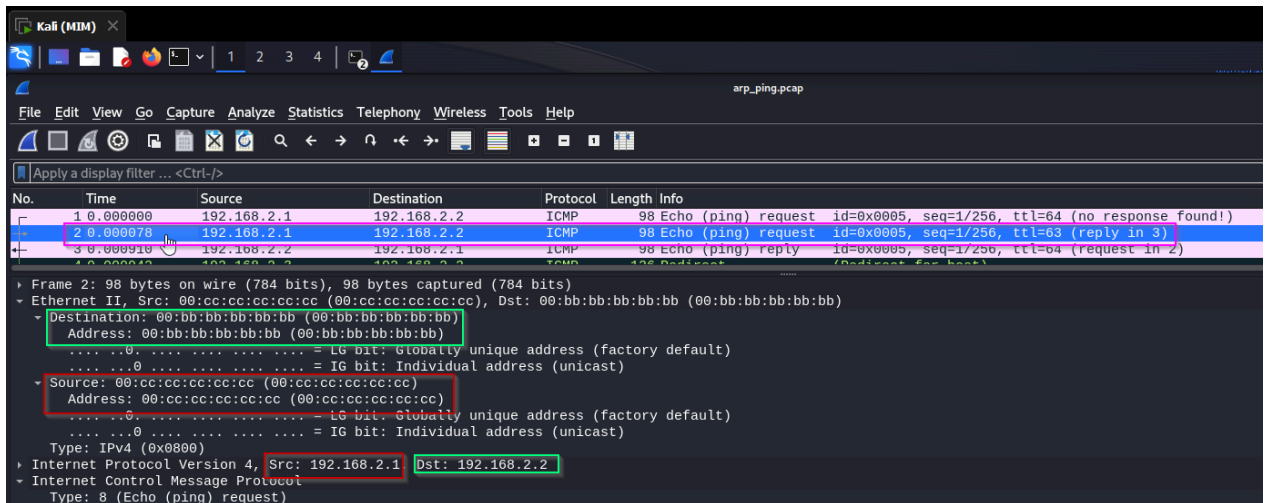 Kali (MIM)
1 2 3 4
arp_ping.pcap
File Edit View Go Capture Analyze Statistics Telephony Wireless Tools Help
Apply a display filter ... <Ctrl-/>
No. Time Source Destination Protocol Length Info
1 0.000000 192.168.2.1 192.168.2.2 ICMP 98 Echo (ping) request id=0x0005, seq=1/256, ttl=64 (no response found!)
2 0.000078 192.168.2.1 192.168.2.2 ICMP 98 Echo (ping) request id=0x0005, seq=1/256, ttl=63 (reply in 3)
3 0.000910 192.168.2.2 192.168.2.1 ICMP 98 Echo (ping) reply id=0x0005, seq=1/256, ttl=64 (request in 2)
ICMP 126 Redirect (Redirect for host)
Frame 2: 98 bytes on wire (784 bits), 98 bytes captured (784 bits)
Ethernet II, Src: 00:cc:cc:cc:cc:cc (00:cc:cc:cc:cc:cc), Dst: 00:bb:bb:bb:bb:bb (00:bb:bb:bb:bb:bb)
Destination: 00:bb:bb:bb:bb:bb (00:bb:bb:bb:bb:bb)
Address: 00:bb:bb:bb:bb:bb (00:bb:bb:bb:bb:bb)
.... ..0. .... .... .... .... = LG bit: Globally unique address (factory default)
.... ...0 .... .... .... .... = IG bit: Individual address (unicast)
Source: 00:cc:cc:cc:cc:cc (00:cc:cc:cc:cc:cc)
Address: 00:cc:cc:cc:cc:cc (00:cc:cc:cc:cc:cc)
.... ..0. .... .... .... .... = LG bit: Globally unique address (factory default)
.... ...0 .... .... .... .... = IG bit: Individual address (unicast)
Type: IPv4 (0x0800)
Internet Protocol Version 4, Src: 192.168.2.1, Dst: 192.168.2.2
Internet Control Message Protocol
Type: 8 (Echo (ping) request)